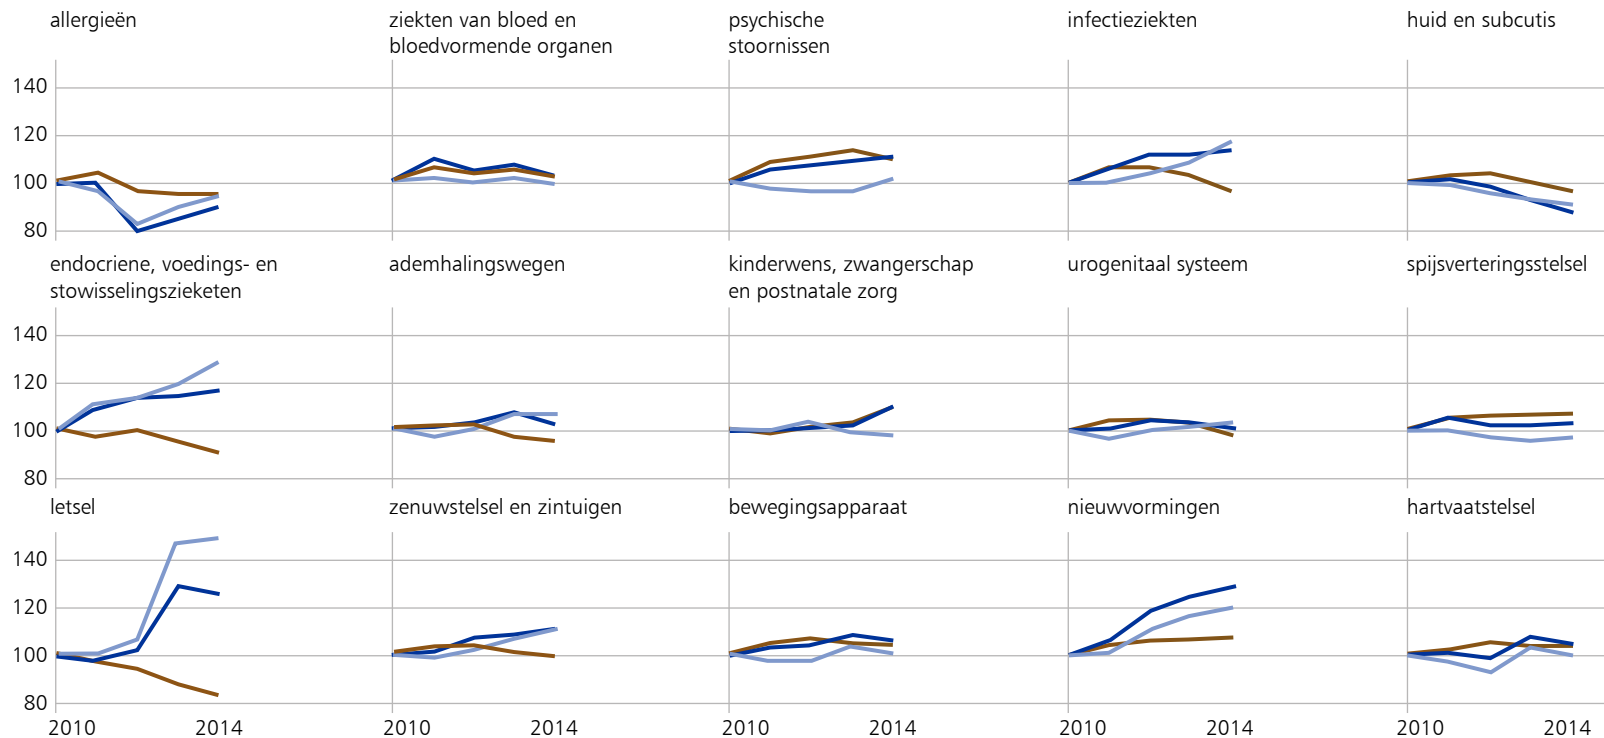 allergieën
ziekten van bloed en
bloedvormende organen
psychische
stoornissen
infectieziekten
huid en subcutis
140
120
100
80
endocriene, voedings- en
stowisselingszieketen
ademhalingswegen
kinderwens, zwangerschap
en postnatale zorg
urogenitaal systeem
spijsverteringsstelsel
140
120
100
80
letsel
zenuwstelsel en zintuigen
bewegingsapparaat
nieuwvormingen
hartvaatstelsel
140
120
100
80
2010 2014 2010 2014 2010 2014 2010 2014 2010 2014